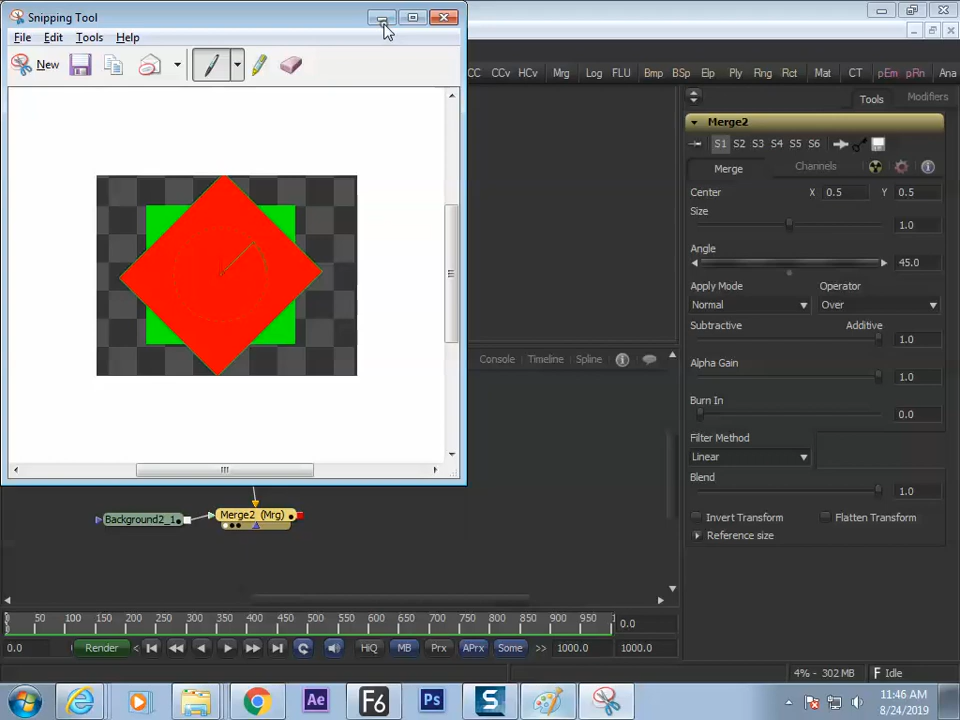 Snipping Tool
File Edit Tools Help
New
CC CCv HCv Mrg Log FLU Bmp BSp Elp Ply Rng Rct Mat CT pEm pRn Ana
Tools Modifiers
Merge2
S1 S2 S3 S4 S5 S6
Merge Channels
Center X 0.5 Y 0.5
Size
1.0
Angle
45.0
Apply Mode Operator
Normal Over
Subtractive Additive
1.0
Alpha Gain
1.0
Burn In
0.0
Filter Method
Linear
Blend
1.0
Invert Transform Flatten Transform
Reference size
Console Timeline Spline
Background2_1
Merge2 (Mrg)
0 50 100 150 200 250 300 350 400 450 500 550 600 650 700 750 800 850 900 950
0.0
0.0 Render < HiQ MB Prx APrx Some >> 1000.0 1000.0
4% - 302 MB Idle
Ae F6 Ps S
11:46 AM
8/24/2019